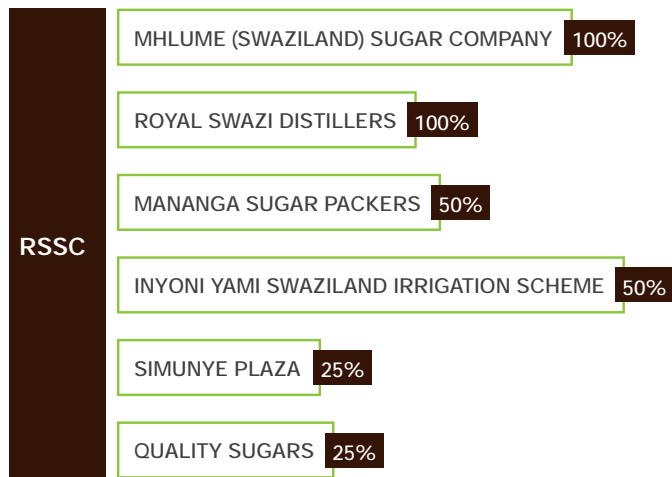 RSSC
MHLUME (SWAZILAND) SUGAR COMPANY 100%
ROYAL SWAZI DISTILLERS 100%
MANANGA SUGAR PACKERS 50%
INYONI YAMI SWAZILAND IRRIGATION SCHEME 50%
SIMUNYE PLAZA 25%
QUALITY SUGARS 25%